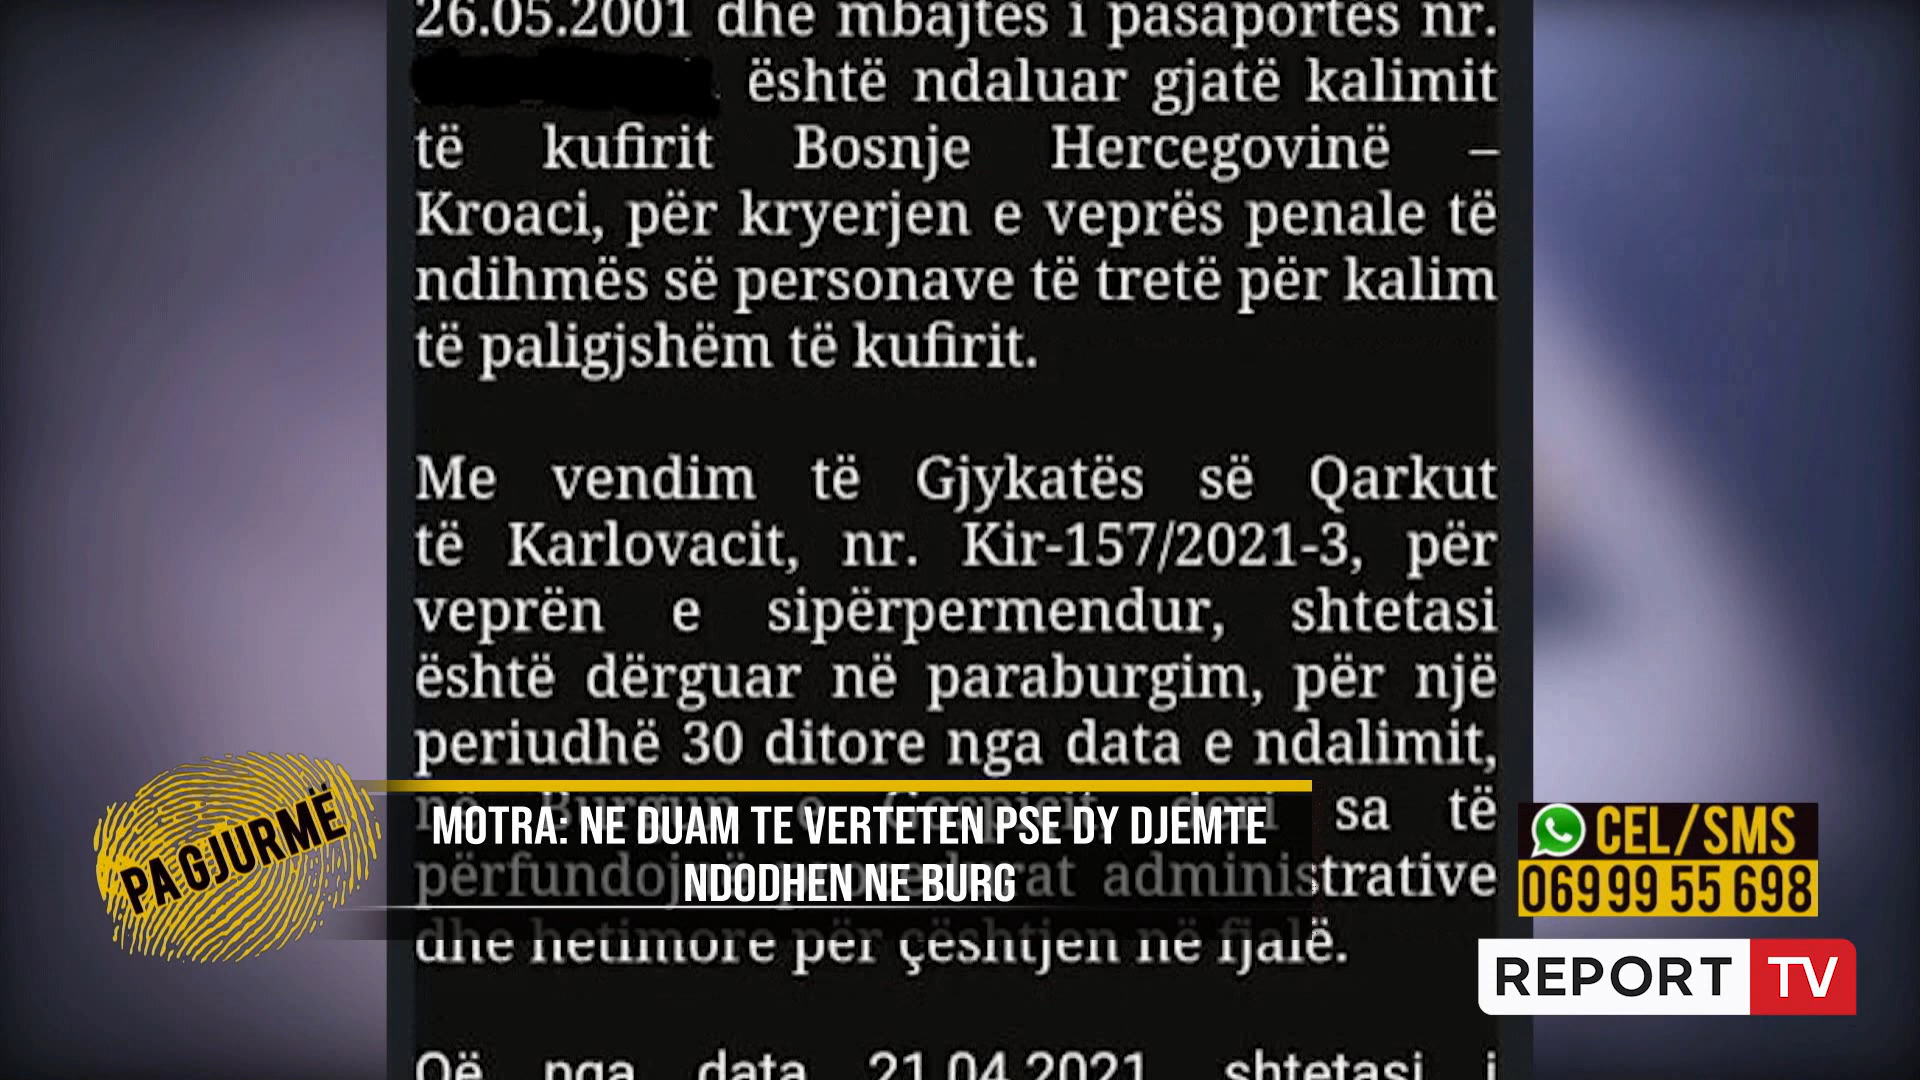 26.05.2001 dhe mbajtës i pasaportës nr.
është ndaluar gjatë kalimit
të kufirit Bosnje Hercegovinë –
Kroaci, për kryerjen e veprës penale të
ndihmës së personave të tretë për kalim
të paligjshëm të kufirit.
Me vendim të Gjykatës së Qarkut
të Karlovacit, nr. Kir-157/2021-3, për
veprën e sipërpermendur, shtetasi
është dërguar në paraburgim, për një
periudhë 30 ditore nga data e ndalimit,
sa të
administrative
dhe hetimore për çështjen në fjalë.
Që nga data 21.04.2021, shtetasi i
PA GJURMË
MOTRA: NE DUAM TE VERTETEN PSE DY DJEMTE
NDODHEN NE BURG
CEL/SMS
069 99 55 698
REPORT TV